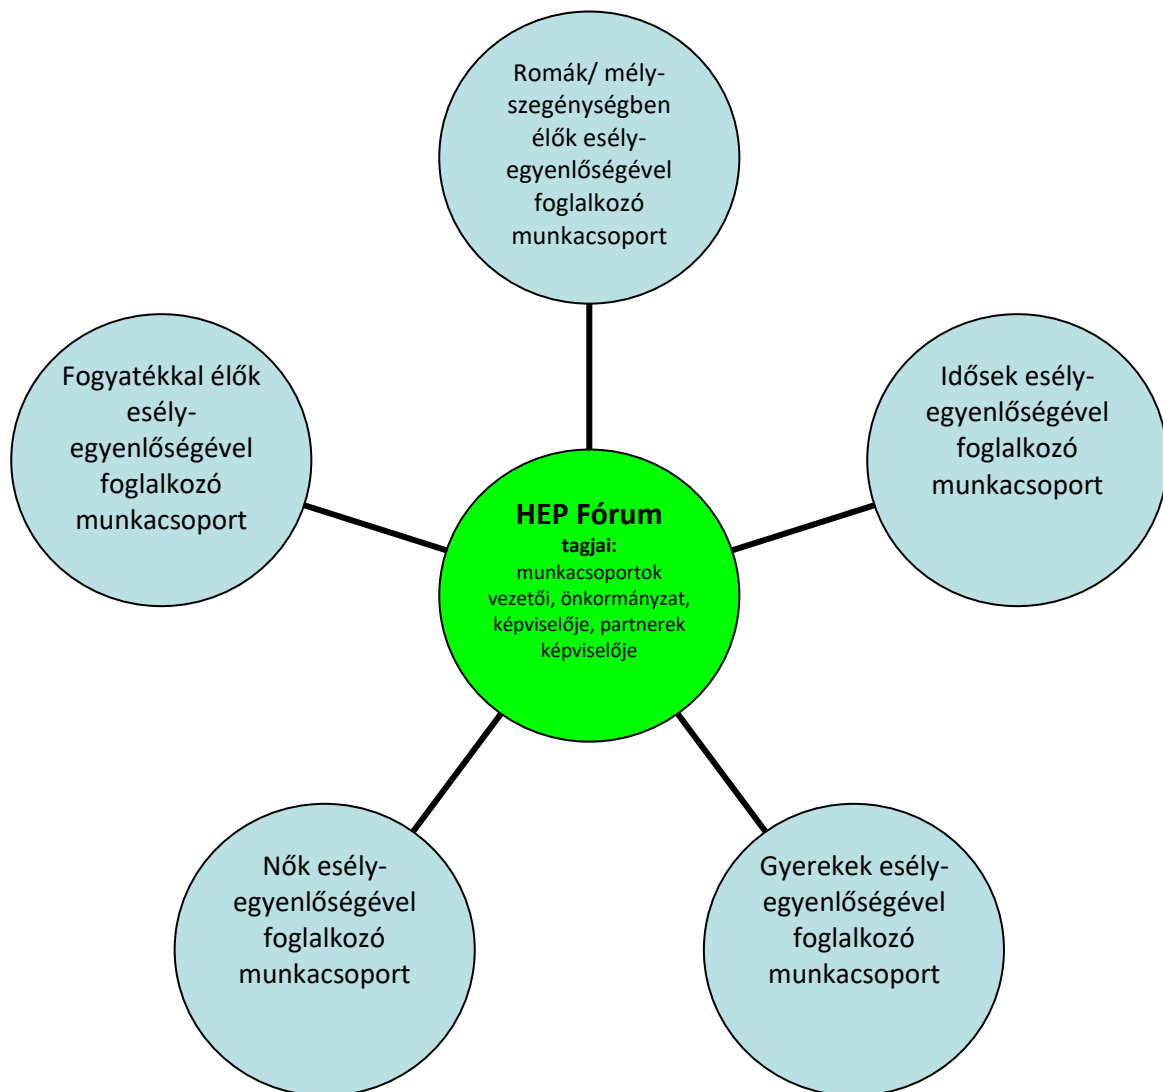 Romák/ mély-
szegénységben
élők esély-
egyenlőségével
foglalkozó
munkacsoport
Fogyatékkal élők
esély-
egyenlőségével
foglalkozó
munkacsoport
Idősek esély-
egyenlőségével
foglalkozó
munkacsoport
HEP Fórum
tagjai:
munkacsoportok
vezetői, önkormányzat,
képviselője, partnerek
képviselője
Nők esély-
egyenlőségével
foglalkozó
munkacsoport
Gyerekek esély-
egyenlőségével
foglalkozó
munkacsoport